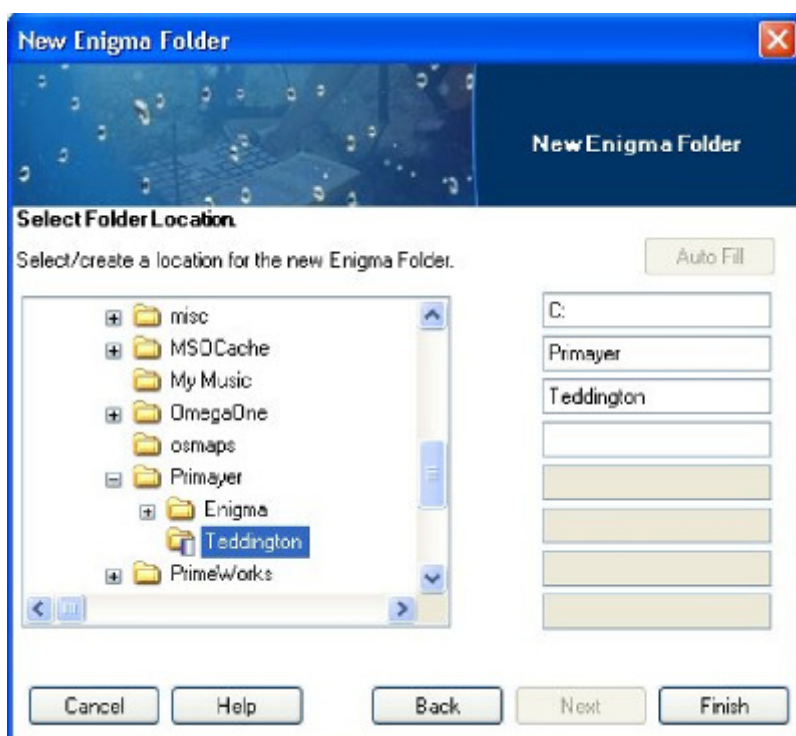 New Enigma Folder
New Enigma Folder
Select Folder Location.
Select/create a location for the new Enigma Folder.
Auto Fill
misc
MSOCache
My Music
OmegaOne
osmaps
Primayer
Enigma
Teddington
PrimeWorks
C:
Primayer
Teddington
Cancel Help Back Next Finish